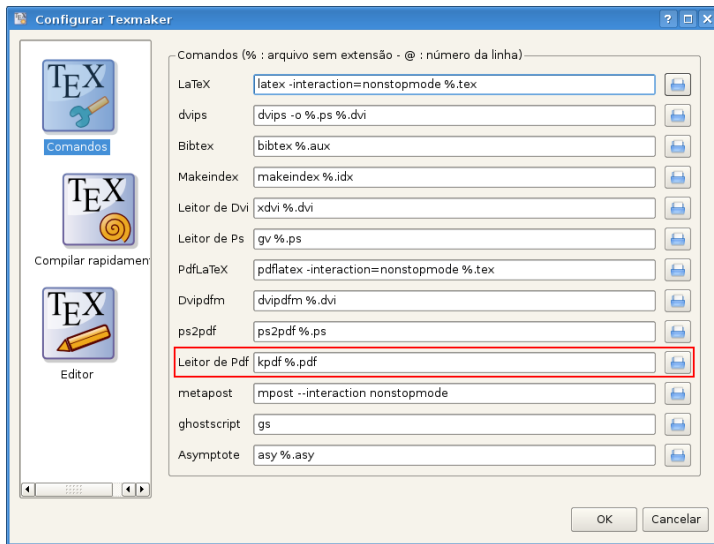 Configurar Texmaker
Comandos (% : arquivo sem extensão - @ : número da linha)
TEX
Comandos
TEX
Compilar rapidamen
TEX
Editor
LaTeX latex -interaction=nonstopmode %.tex
dvips dvips -o %.ps %.dvi
Bibtex bibtex %.aux
Makeindex makeindex %.idx
Leitor de Dvi xdvi %.dvi
Leitor de Ps gv %.ps
PdfLaTeX pdflatex -interaction=nonstopmode %.tex
Dvipdfm dvipdfm %.dvi
ps2pdf ps2pdf %.ps
Leitor de Pdf kpdf %.pdf
metapost mpost --interaction nonstopmode
ghostscript gs
Asymptote asy %.asy
OK Cancelar